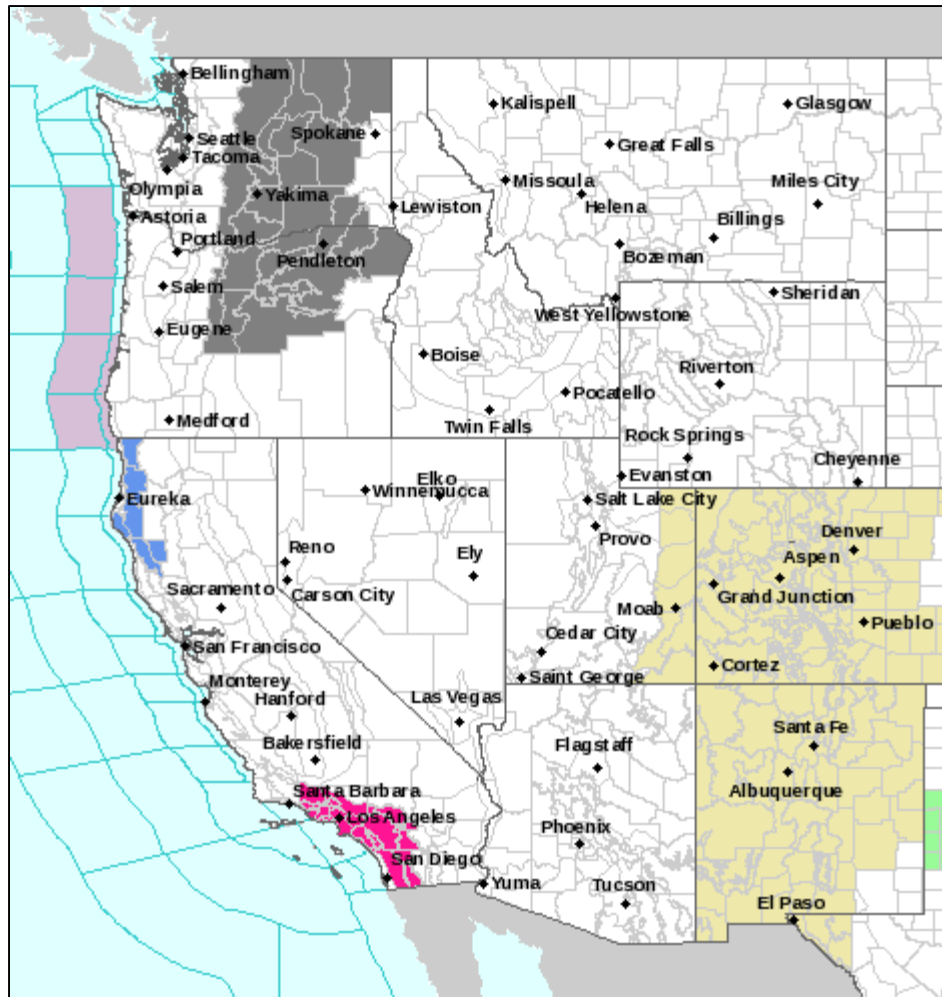 Bellingham
Kalispell
Glasgow
Seattle
Spokane
Great Falls
Tacoma
Olympia
Missoula
Miles City
Yakima
Helena
Lewiston
Astoria
Billings
Portland
Bozeman
Pendleton
Salem
Sheridan
West Yellowstone
Eugene
Boise
Riverton
Pocatello
Medford
Twin Falls
Rock Springs
Cheyenne
Evanston
Elko
Winnemucca
Eureka
Salt Lake City
Denver
Provo
Reno
Ely
Aspen
Sacramento
Carson City
Grand Junction
Moab
Pueblo
Cedar City
San Francisco
Cortez
Saint George
Monterey
Hanford
Las Vegas
Santa Fe
Bakersfield
Flagstaff
Albuquerque
Santa Barbara
Los Angeles
Phoenix
San Diego
Yuma
Tucson
El Paso